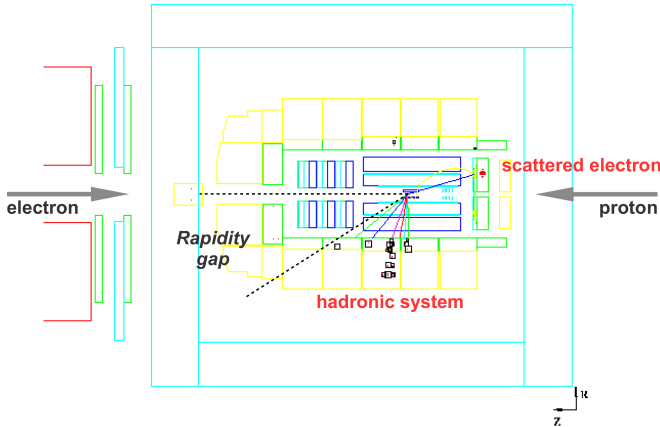 scattered electron
electron
proton
Rapidity
gap
hadronic system
R
Z